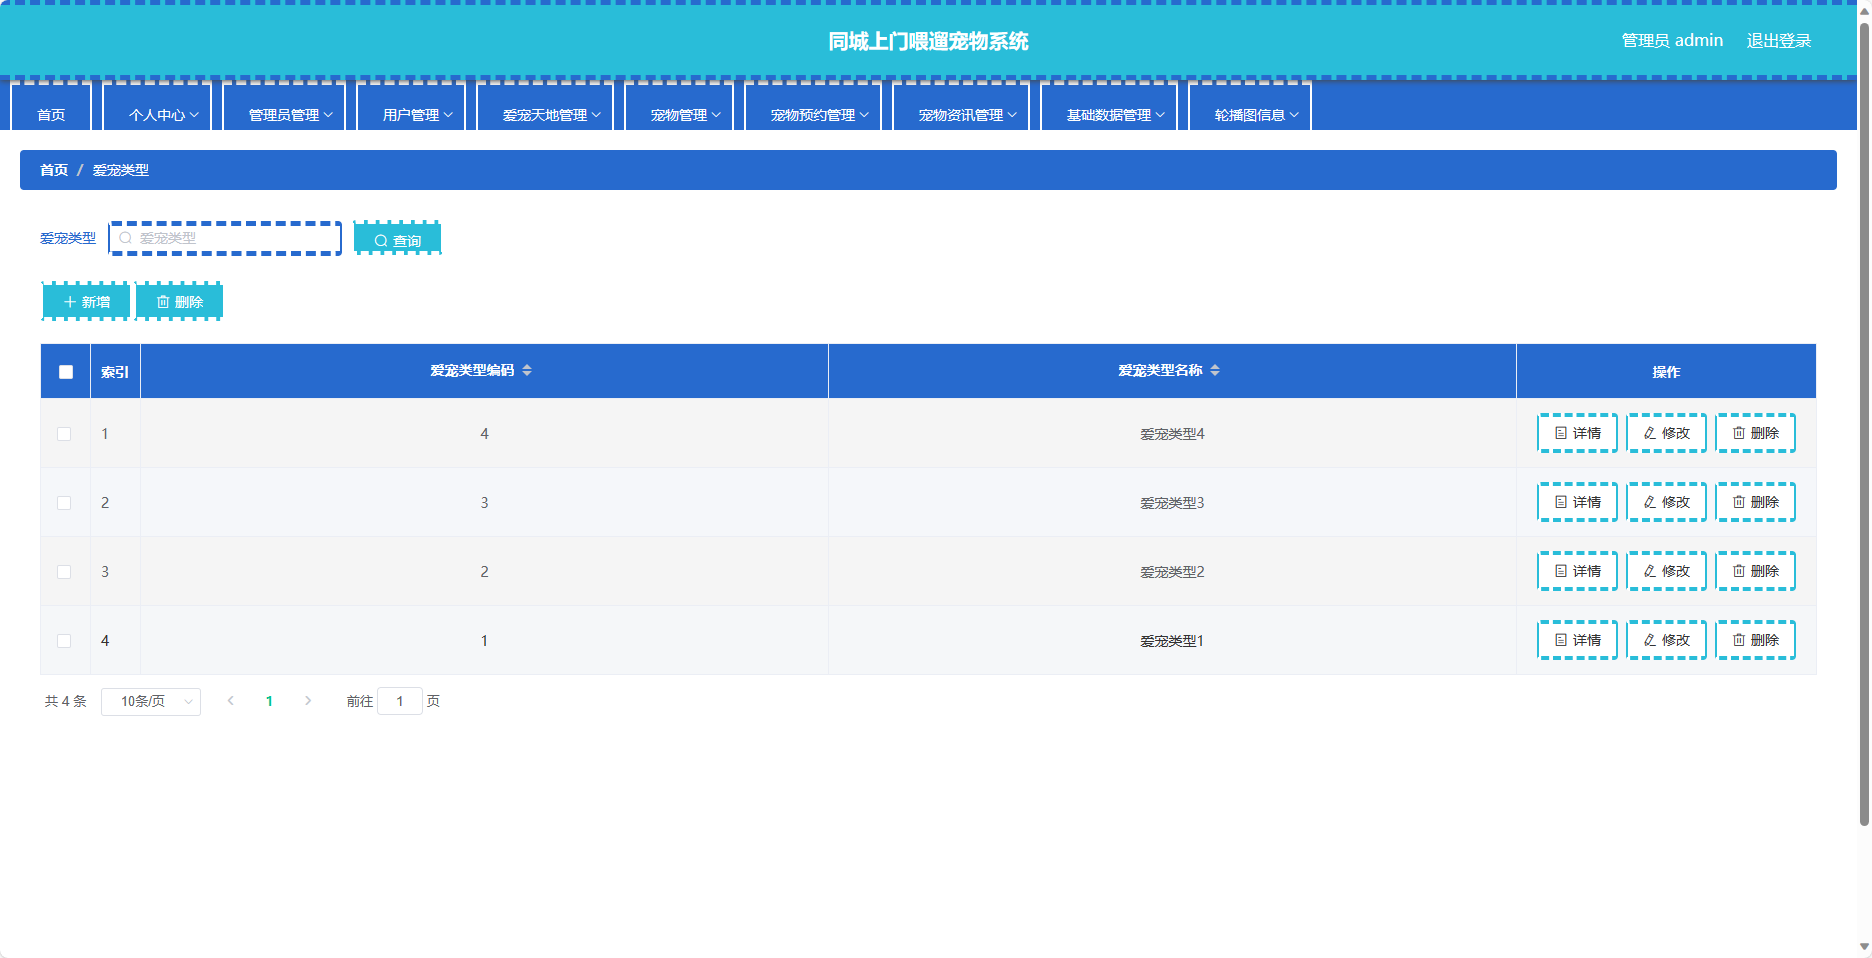 同城上门喂遛宠物系统
管理员 admin 退出登录
首页 个人中心 管理员管理 用户管理 爱宠天地管理 宠物管理 宠物预约管理 宠物资讯管理 基础数据管理 轮播图信息
首页 / 爱宠类型
爱宠类型 爱宠类型 查询
新增 删除
索引 爱宠类型编码 爱宠类型名称 操作
1 4 爱宠类型4 详情 修改 删除
2 3 爱宠类型3 详情 修改 删除
3 2 爱宠类型2 详情 修改 删除
4 1 爱宠类型1 详情 修改 删除
共 4 条 10条/页 1 前往 1 页